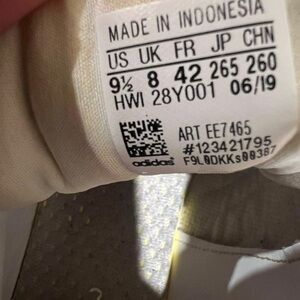 MADE IN INDONESIA
US UK FR JP CHN
9½ 8 42 265 260
HWI 28Y001 06/19
ART EE7465
#123421795
adidas F9L0DKKs00387